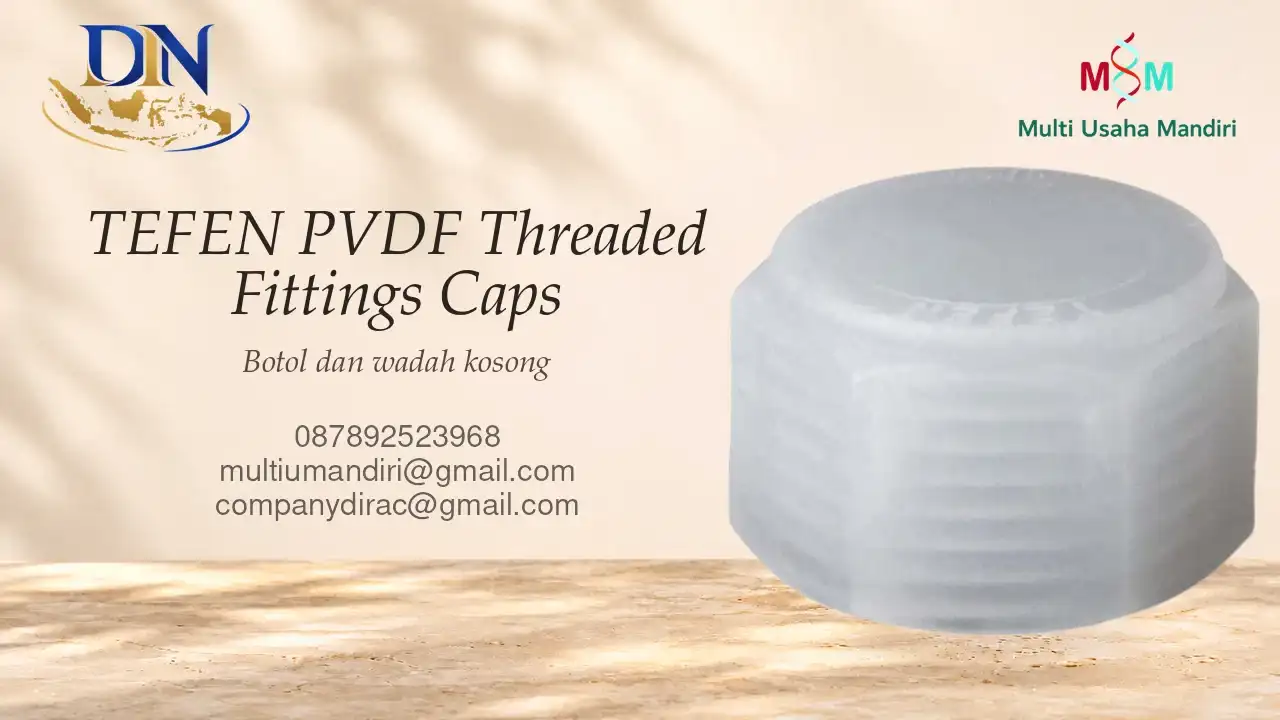 DIN
M M
Multi Usaha Mandiri
TEFEN PVDF Threaded
Fittings Caps
Botol dan wadah kosong
087892523968
multiumandiri@gmail.com
companydirac@gmail.com